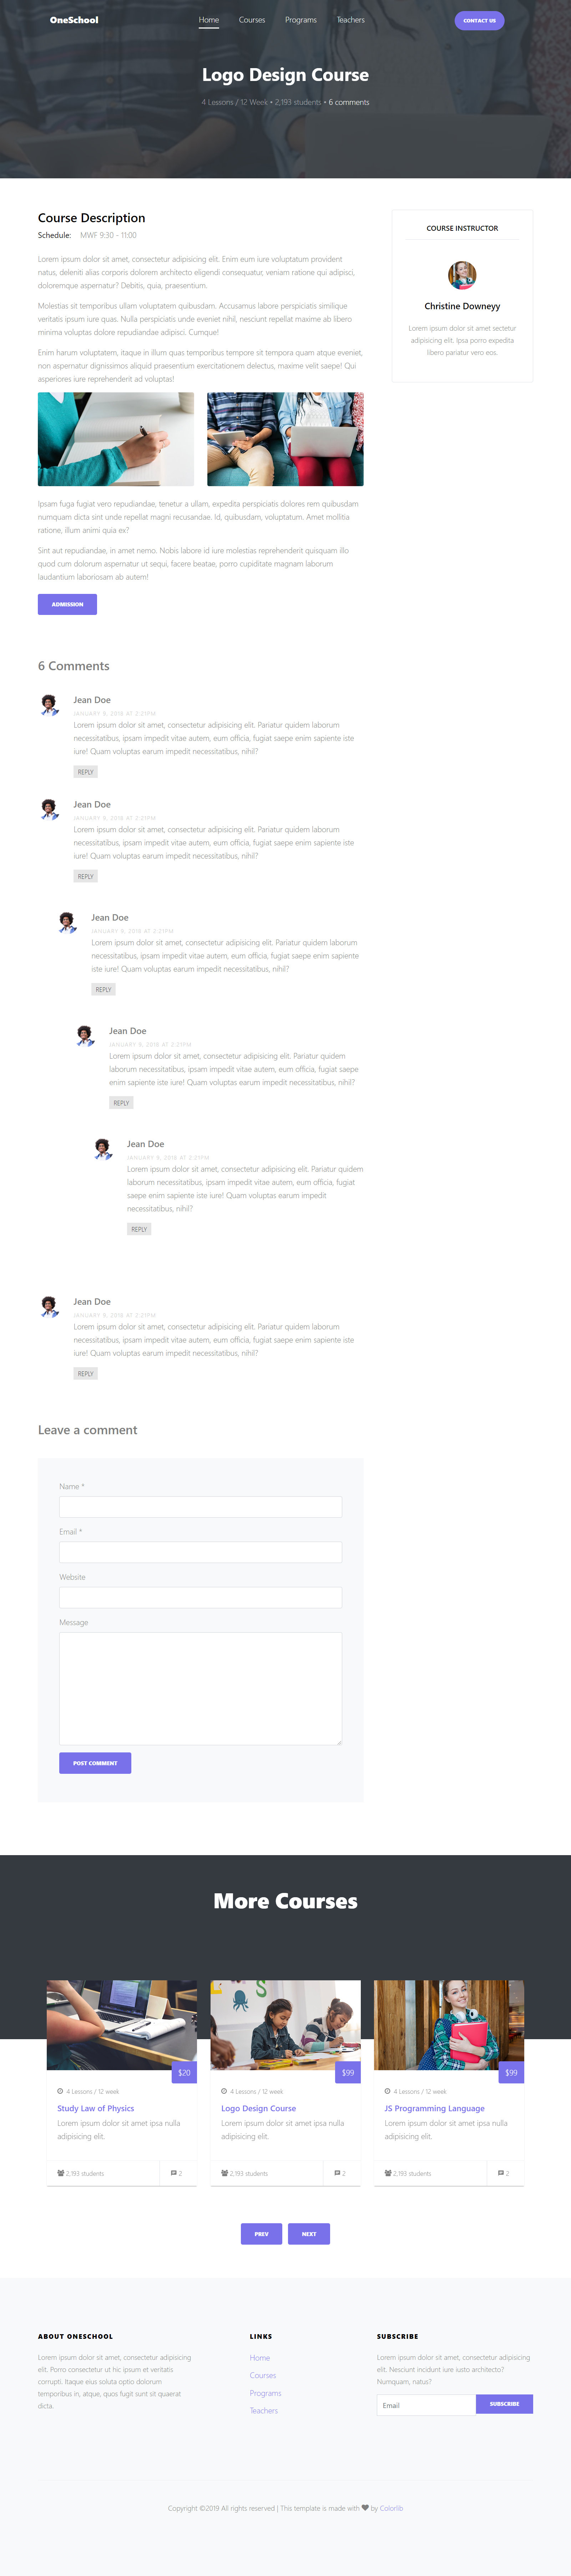 OneSchool
Home Courses Programs Teachers
CONTACT US
Logo Design Course
4 Lessons / 12 Week • 2,193 students • 6 comments
Course Description
Schedule: MWF 9:30 - 11:00
Lorem ipsum dolor sit amet, consectetur adipisicing elit. Enim eum iure voluptatum provident
natus, deleniti alias corporis dolorem architecto eligendi consequatur, veniam ratione qui adipisci,
doloremque aspernatur? Debitis, quia, praesentium.
Molestias sit temporibus ullam voluptatem quibusdam. Accusamus labore perspiciatis similique
veritatis ipsum iure quas. Nulla perspiciatis unde eveniet nihil, nesciunt repellat maxime ab libero
minima voluptas dolore repudiandae adipisci. Cumque!
Enim harum voluptatem, itaque in illum quas temporibus tempore sit tempora quam atque eveniet,
non aspernatur dignissimos aliquid praesentium exercitationem delectus, maxime velit saepe! Qui
asperiores iure reprehenderit ad voluptas!
Ipsam fuga fugiat vero repudiandae, tenetur a ullam, expedita perspiciatis dolores rem quibusdam
numquam dicta sint unde repellat magni recusandae. Id, quibusdam, voluptatum. Amet mollitia
ratione, illum animi quia ex?
Sint aut repudiandae, in amet nemo. Nobis labore id iure molestias reprehenderit quisquam illo
quod cum dolorum aspernatur ut sequi, facere beatae, porro cupiditate magnam laborum
laudantium laboriosam ab autem!
ADMISSION
COURSE INSTRUCTOR
Christine Downeyy
Lorem ipsum dolor sit amet sectetur
adipisicing elit. Ipsa porro expedita
libero pariatur vero eos.
6 Comments
Jean Doe
JANUARY 9, 2018 AT 2:21PM
Lorem ipsum dolor sit amet, consectetur adipisicing elit. Pariatur quidem laborum
necessitatibus, ipsam impedit vitae autem, eum officia, fugiat saepe enim sapiente iste
iure! Quam voluptas earum impedit necessitatibus, nihil?
REPLY
Jean Doe
JANUARY 9, 2018 AT 2:21PM
Lorem ipsum dolor sit amet, consectetur adipisicing elit. Pariatur quidem laborum
necessitatibus, ipsam impedit vitae autem, eum officia, fugiat saepe enim sapiente iste
iure! Quam voluptas earum impedit necessitatibus, nihil?
REPLY
Jean Doe
JANUARY 9, 2018 AT 2:21PM
Lorem ipsum dolor sit amet, consectetur adipisicing elit. Pariatur quidem laborum
necessitatibus, ipsam impedit vitae autem, eum officia, fugiat saepe enim sapiente
iste iure! Quam voluptas earum impedit necessitatibus, nihil?
REPLY
Jean Doe
JANUARY 9, 2018 AT 2:21PM
Lorem ipsum dolor sit amet, consectetur adipisicing elit. Pariatur quidem
laborum necessitatibus, ipsam impedit vitae autem, eum officia, fugiat saepe
enim sapiente iste iure! Quam voluptas earum impedit necessitatibus, nihil?
REPLY
Jean Doe
JANUARY 9, 2018 AT 2:21PM
Lorem ipsum dolor sit amet, consectetur adipisicing elit. Pariatur quidem
laborum necessitatibus, ipsam impedit vitae autem, eum officia, fugiat
saepe enim sapiente iste iure! Quam voluptas earum impedit
necessitatibus, nihil?
REPLY
Jean Doe
JANUARY 9, 2018 AT 2:21PM
Lorem ipsum dolor sit amet, consectetur adipisicing elit. Pariatur quidem laborum
necessitatibus, ipsam impedit vitae autem, eum officia, fugiat saepe enim sapiente iste
iure! Quam voluptas earum impedit necessitatibus, nihil?
REPLY
Leave a comment
Name *
Email *
Website
Message
POST COMMENT
More Courses
$20
4 Lessons / 12 week
Study Law of Physics
Lorem ipsum dolor sit amet ipsa nulla
adipisicing elit.
2,193 students 2
$99
4 Lessons / 12 week
Logo Design Course
Lorem ipsum dolor sit amet ipsa nulla
adipisicing elit.
2,193 students 2
$99
4 Lessons / 12 week
JS Programming Language
Lorem ipsum dolor sit amet ipsa nulla
adipisicing elit.
2,193 students 2
PREV NEXT
ABOUT ONESCHOOL
Lorem ipsum dolor sit amet, consectetur adipisicing
elit. Porro consectetur ut hic ipsum et veritatis
corrupti. Itaque eius soluta optio dolorum
temporibus in, atque, quos fugit sunt sit quaerat
dicta.
LINKS
Home
Courses
Programs
Teachers
SUBSCRIBE
Lorem ipsum dolor sit amet, consectetur adipisicing
elit. Nesciunt incidunt iure iusto architecto?
Numquam, natus?
Email SUBSCRIBE
Copyright ©2019 All rights reserved | This template is made with ♥ by Colorlib